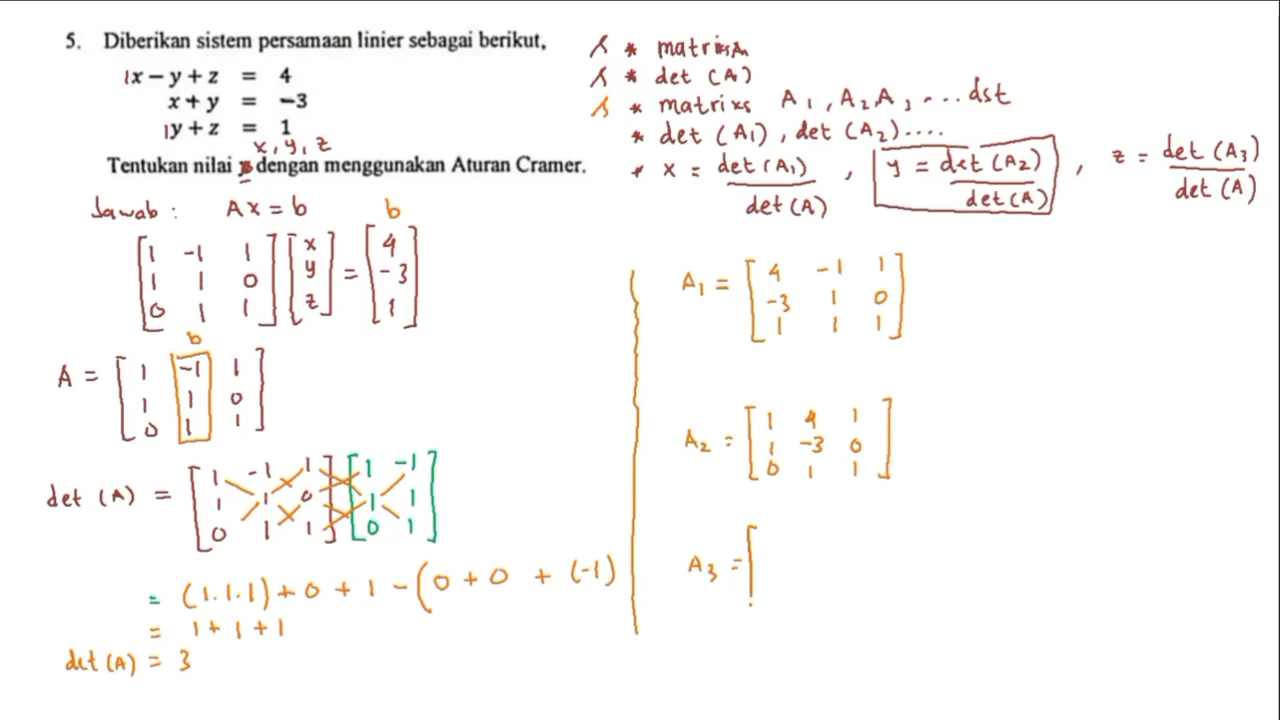 5. Diberikan sistem persamaan linier sebagai berikut,
1x − y + z = 4
x + y = −3
1y + z = 1
x, y, z
Tentukan nilai y dengan menggunakan Aturan Cramer.
* matriks A
* det (A)
* matrixs A1, A2 A3 .... dst
* det (A1), det (A2)....
* x = det (A1) / det (A) , y = det (A2) / det (A) , z = det (A3) / det (A)
Jawab : Ax = b
b
[1 -1 1] [x] = [4]
[1 1 0] [y] [-3]
[0 1 1] [z] [1]
b
A = [1 -1 1]
[1 1 0]
[0 1 1]
det (A) = [1 -1 1] [1 -1]
[1 1 0] [1 1]
[0 1 1] [0 1]
= (1.1.1) + 0 + 1 - (0 + 0 + (-1)
= 1 + 1 + 1
det (A) = 3
A1 = [4 -1 1]
[-3 1 0]
[1 1 1]
A2 = [1 4 1]
[1 -3 0]
[0 1 1]
A3 = [